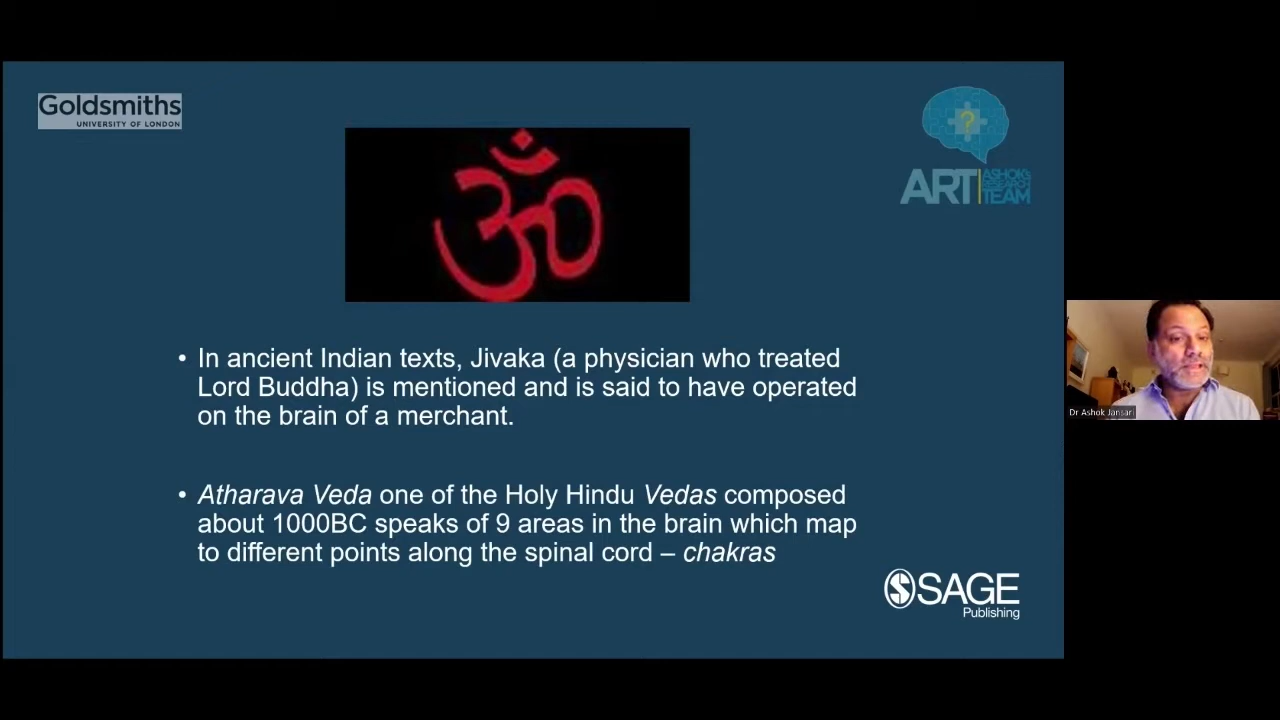 Goldsmiths
UNIVERSITY OF LONDON
?
ART
ASHOK's
RESEARCH
TEAM
ॐ
• In ancient Indian texts, Jivaka (a physician who treated
Lord Buddha) is mentioned and is said to have operated
on the brain of a merchant.
• Atharava Veda one of the Holy Hindu Vedas composed
about 1000BC speaks of 9 areas in the brain which map
to different points along the spinal cord – chakras
SSAGE
Publishing
Dr Ashok Jansari